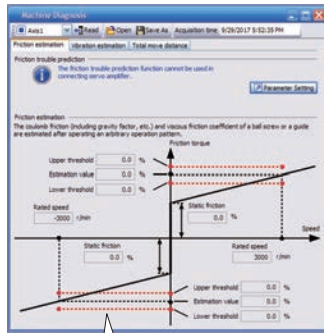 Machine Diagnosis
Axis1 Read Open Save As Acquisition time, 9/29/2017 5:52:35 PM
Friction estimation Vibration estimation Total move distance
Friction trouble prediction
The friction trouble prediction function cannot be used in
connecting servo amplifier.
Parameter Setting
Friction estimation
The coulomb friction (including gravity factor, etc.) and viscous friction coefficient of a ball screw or a guide
are estimated after operating an arbitrary operation pattern.
Friction torque
Upper threshold 0.0 %
Estimation value 0.0 %
Lower threshold 0.0 %
Rated speed
-3000 r/min
Static friction
0.0 %
Speed
Static friction
0.0 %
Rated speed
3000 r/min
Upper threshold 0.0 %
Estimation value 0.0 %
Lower threshold 0.0 %